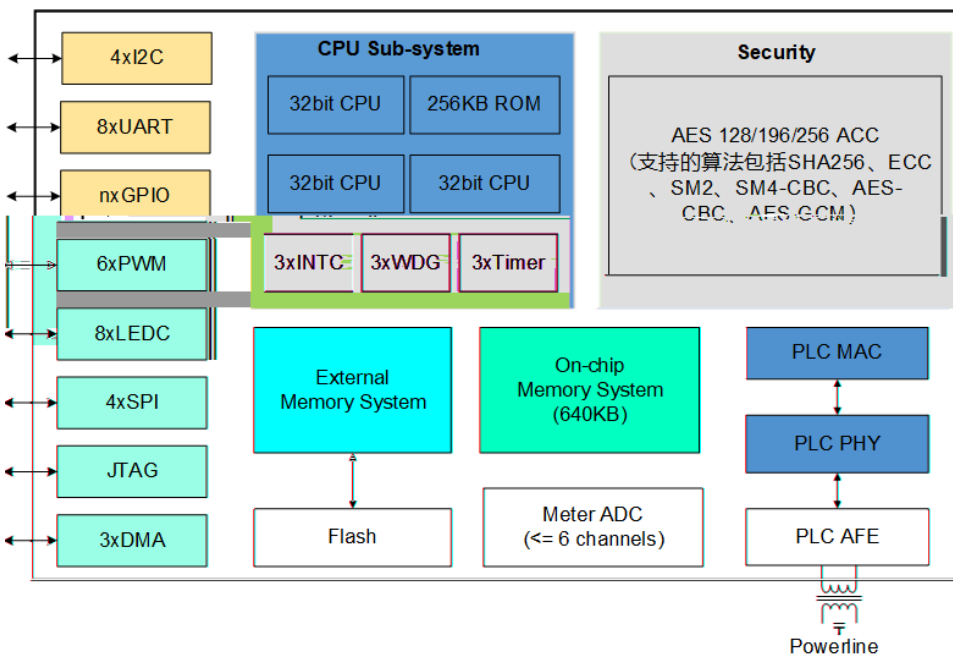 4xI2C
8xUART
nxGPIO
6xPWM
8xLEDC
4xSPI
JTAG
3xDMA
CPU Sub-system
32bit CPU
256KB ROM
32bit CPU
32bit CPU
3xINTC
3xWDG
3xTimer
Security
AES 128/196/256 ACC
（支持的算法包括SHA256、ECC
、SM2、SM4-CBC、AES-
CBC、AES-GCM）
External
Memory System
Flash
On-chip
Memory System
(640KB)
Meter ADC
(<= 6 channels)
PLC MAC
PLC PHY
PLC AFE
Powerline